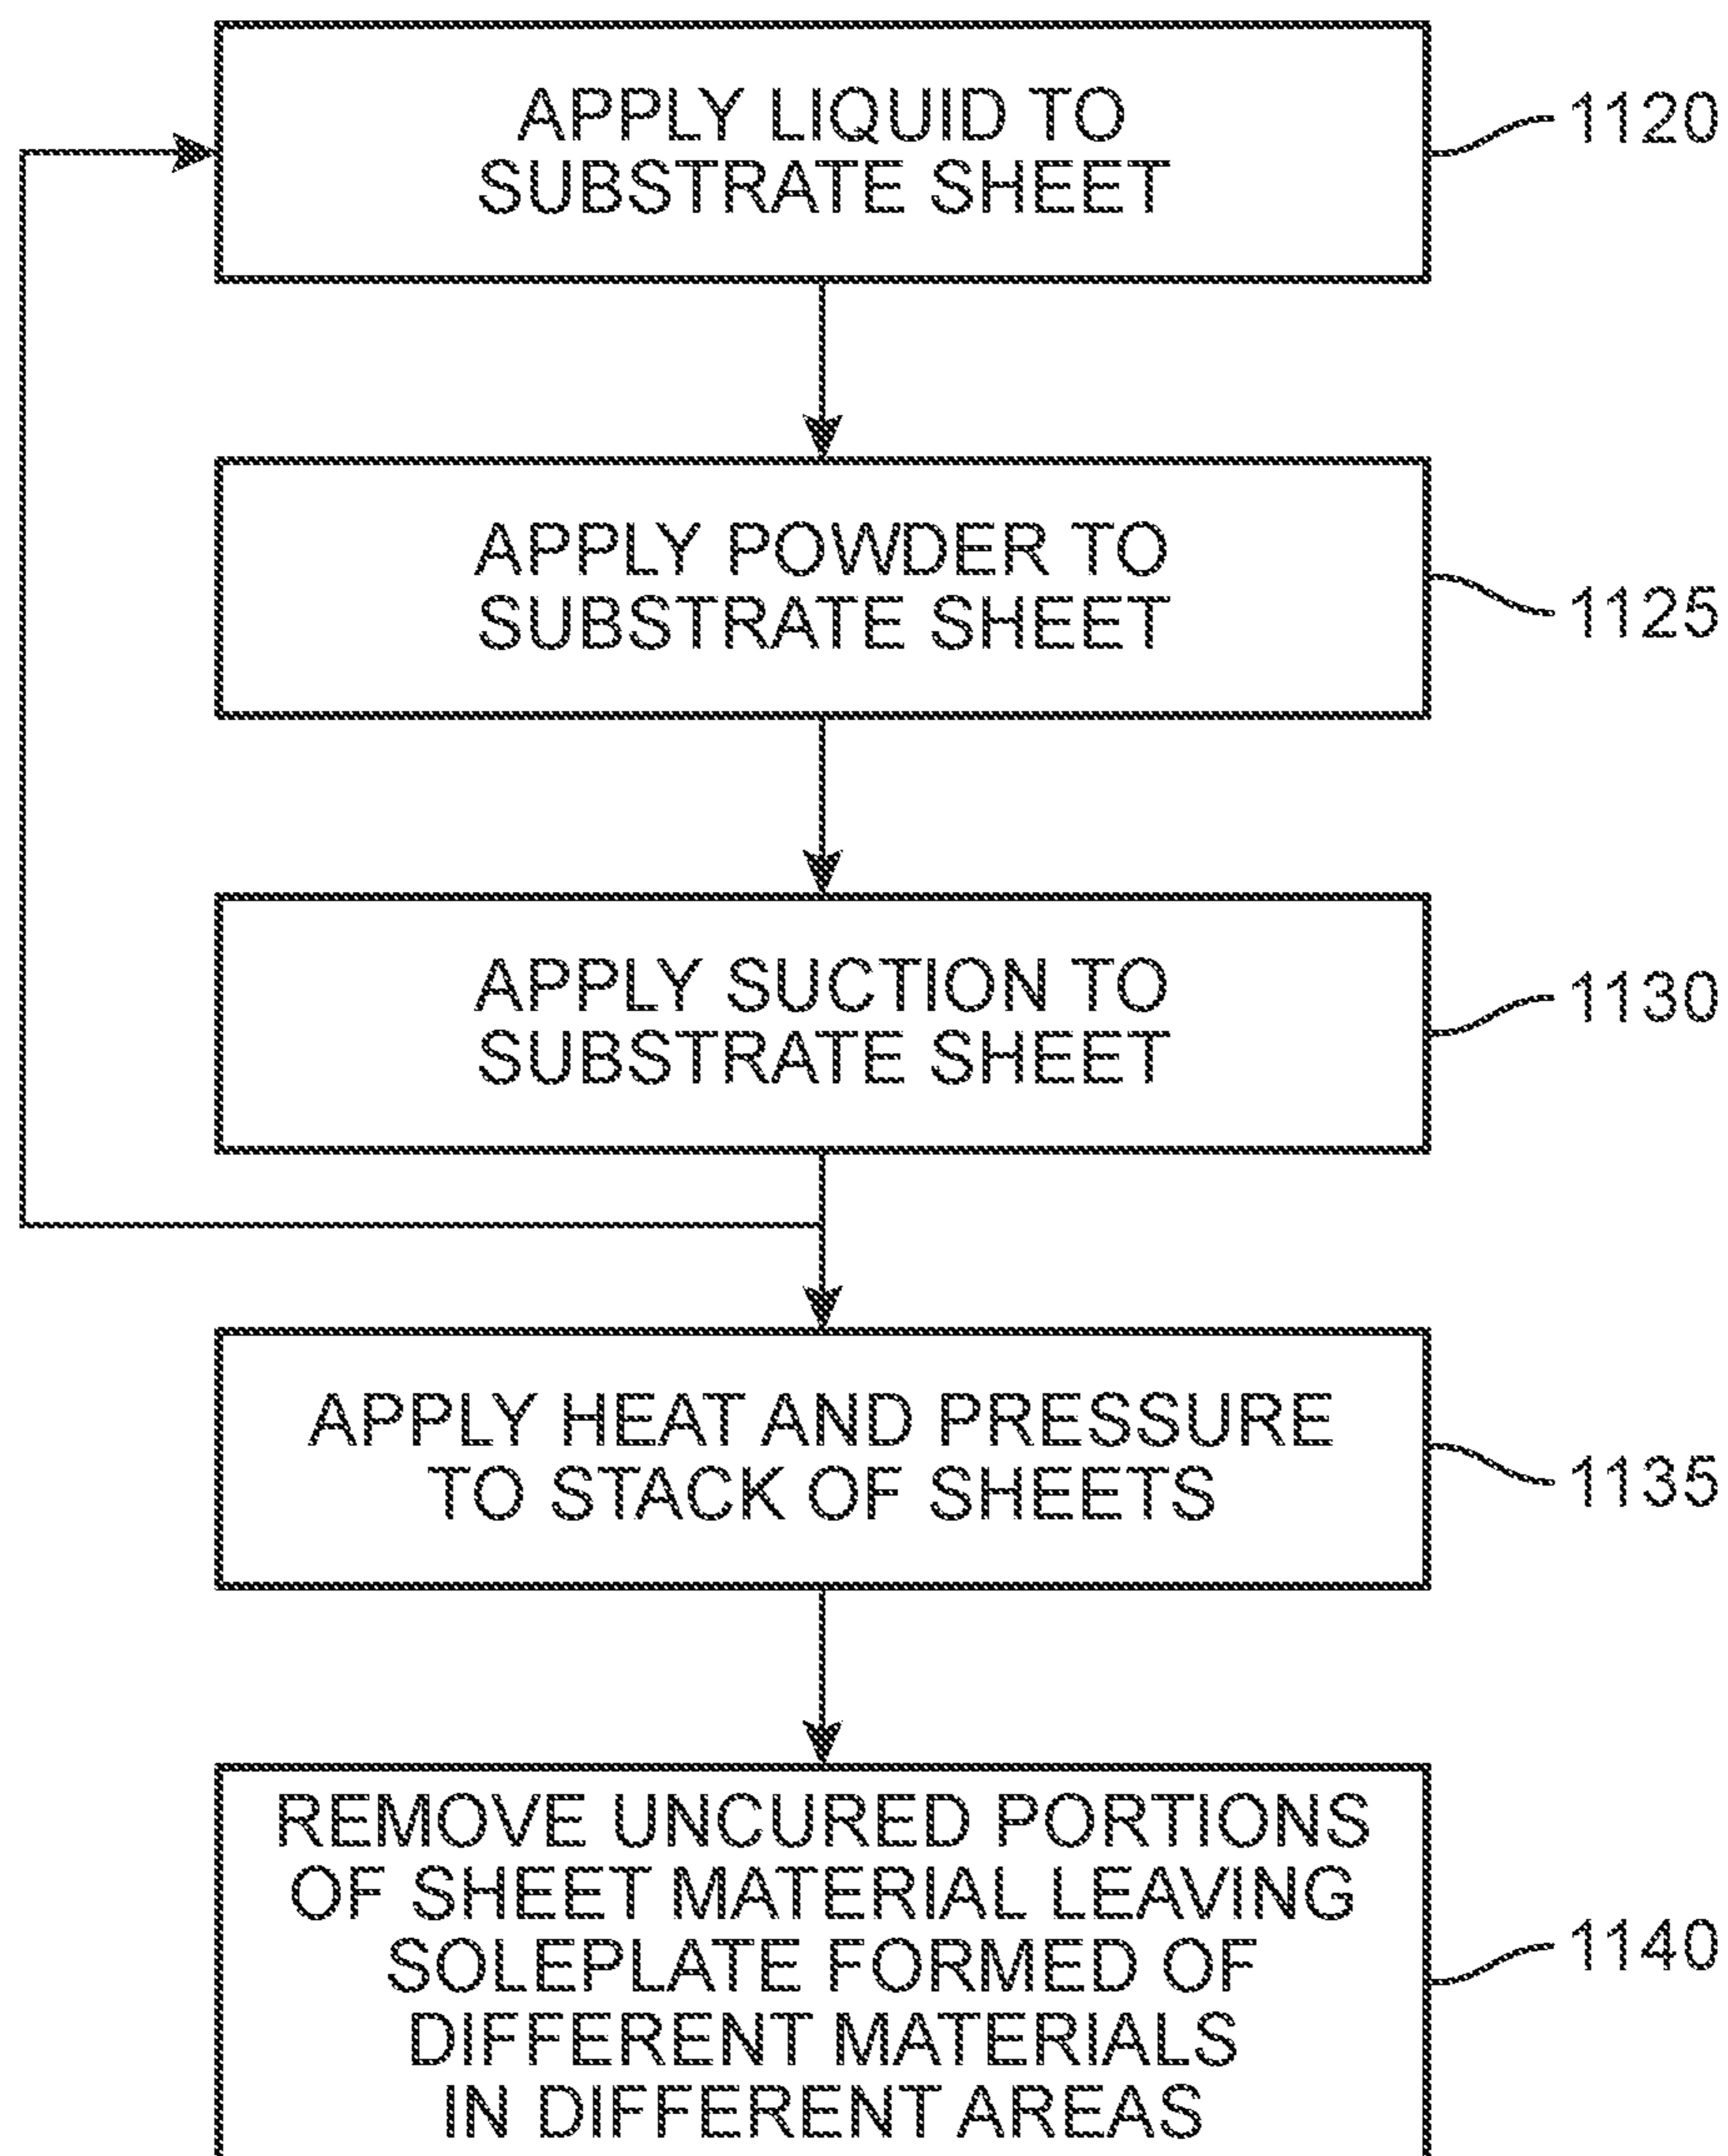 APPLY LIQUID TO
SUBSTRATE SHEET
1120
APPLY POWDER TO
SUBSTRATE SHEET
1125
APPLY SUCTION TO
SUBSTRATE SHEET
1130
APPLY HEAT AND PRESSURE
TO STACK OF SHEETS
1135
REMOVE UNCURED PORTIONS
OF SHEET MATERIAL LEAVING
SOLEPLATE FORMED OF
DIFFERENT MATERIALS
IN DIFFERENT AREAS
1140